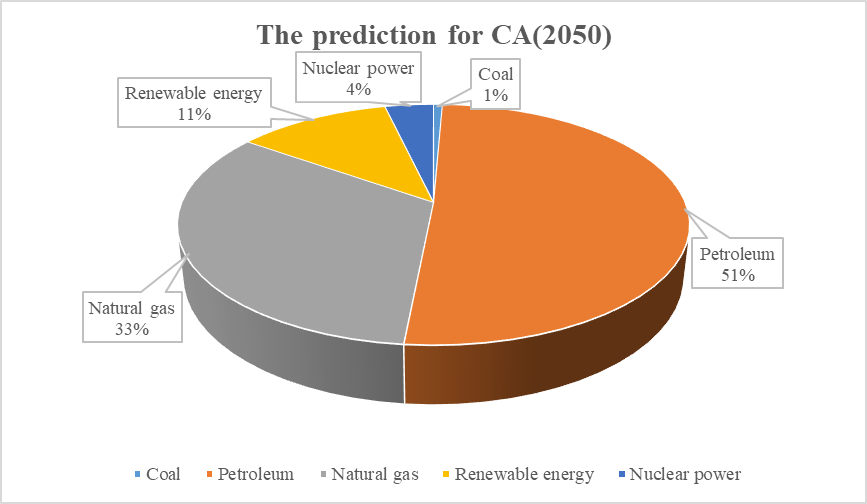 The prediction for CA(2050)
Nuclear power
4%
Coal
1%
Renewable energy
11%
Petroleum
51%
Natural gas
33%
Coal Petroleum Natural gas Renewable energy Nuclear power